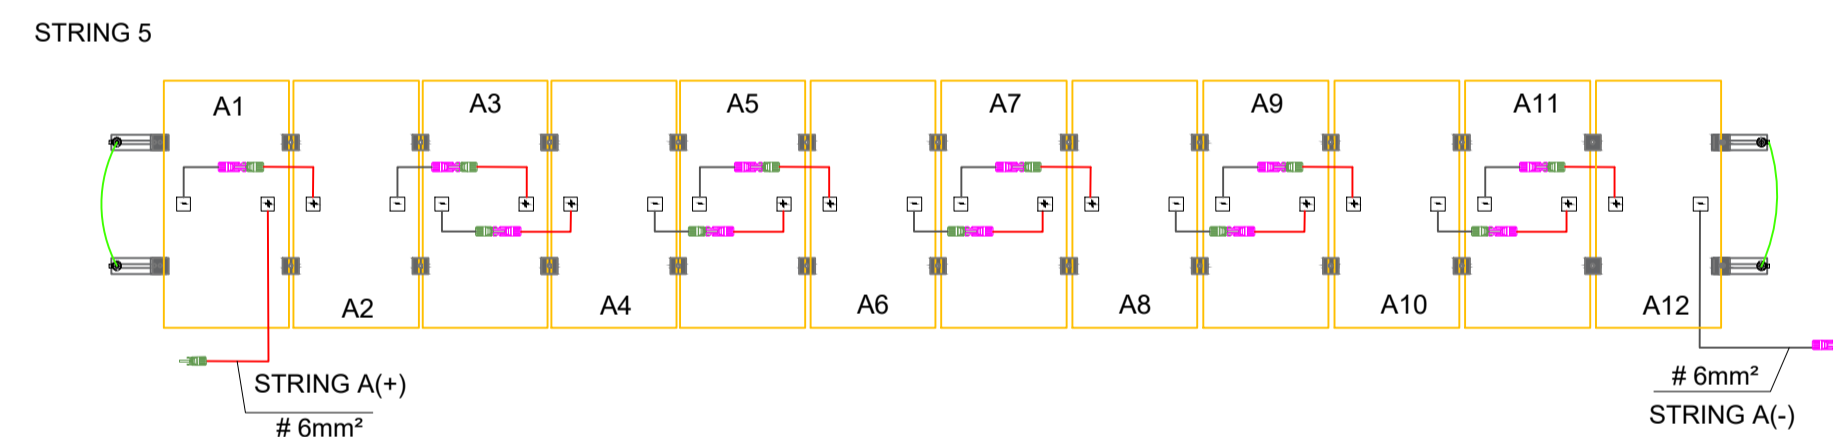 STRING 5
A1
A3
A5
A7
A9
A11
- + + - - + + - - + + - - + + - - + + - - + + -
A2
A4
A6
A8
A10
A12
STRING A(+)
# 6mm²
# 6mm²
STRING A(-)